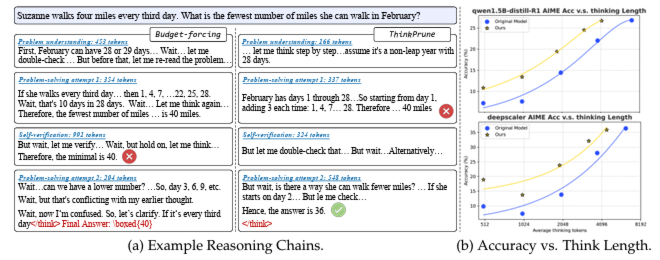 Suzanne walks four miles every third day. What is the fewest number of miles she can walk in February?
Budget-forcing
Problem understanding: 453 tokens
First, February can have 28 or 29 days… Wait… let me
double-check … But before that, let me re-read the problem…
Problem-solving attempt 1: 354 tokens
If she walks every third day… then 1, 4, 7, …22, 25, 28.
Wait, that's 10 days in 28 days. Wait… Let me think again…
Therefore, the fewest number of miles … is 40 miles.
Self-verification: 992 tokens
But wait, let me verify… Wait, but hold on, let me think…
Therefore, the minimal is 40.
Problem-solving attempt 2: 204 tokens
Wait…can we have a lower number? …So, day 3, 6, 9, etc.
Wait, but that's conflicting with my earlier thought.
Wait, now I'm confused. So, let's clarify. If it's every third
day</think> Final Answer: \boxed{40}
ThinkPrune
Problem understanding: 266 tokens
… let me think step by step…assume it's a non-leap year with
28 days.
Problem-solving attempt 1: 337 tokens
February has days 1 through 28…So starting from day 1,
adding 3 each time: 1, 4, 7… 28. Therefore … 40 miles
Self-verification: 324 tokens
But let me double-check that… But wait…Alternatively…
Problem-solving attempt 2: 548 tokens
But wait, is there a way she can walk fewer miles? … If she
starts on day 2… But le me check…
Hence, the answer is 36.
</think>
(a) Example Reasoning Chains.
qwen1.5B-distill-R1 AIME Acc v.s. thinking Length
Original Model
Ours
Accuracy (%)
25
20
15
10
deepscaler AIME Acc v.s. thinking Length
Original Model
Ours
Accuracy (%)
35
30
25
20
15
10
512 1024 2048 4096 8192
Average thinking tokens
(b) Accuracy vs. Think Length.